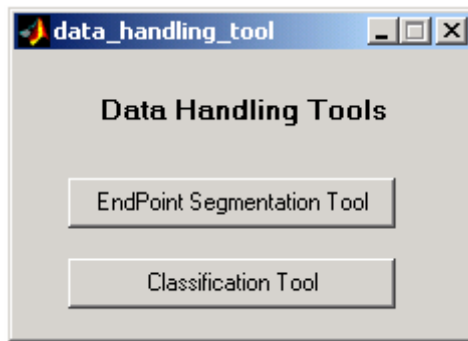 data_handling_tool
Data Handling Tools
EndPoint Segmentation Tool
Classification Tool